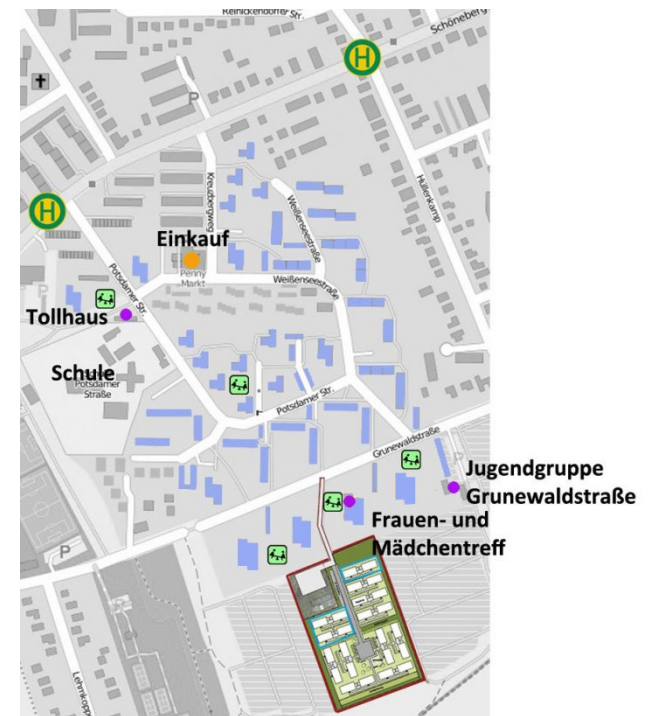 Reinickendorfer
Str.
Schöneberg
H
P
Hüllenkamp
Kreuzbergweg
H
Weißenseestraße
Einkauf
Penny
Markt
Weißenseestraße
Potsdamer Str.
P
Tollhaus
Schule
Potsdamer
Straße
Potsdamer Str.
Grunewaldstraße
P
Jugendgruppe
Grunewaldstraße
Frauen- und
Mädchentreff
P
Lehmkopp